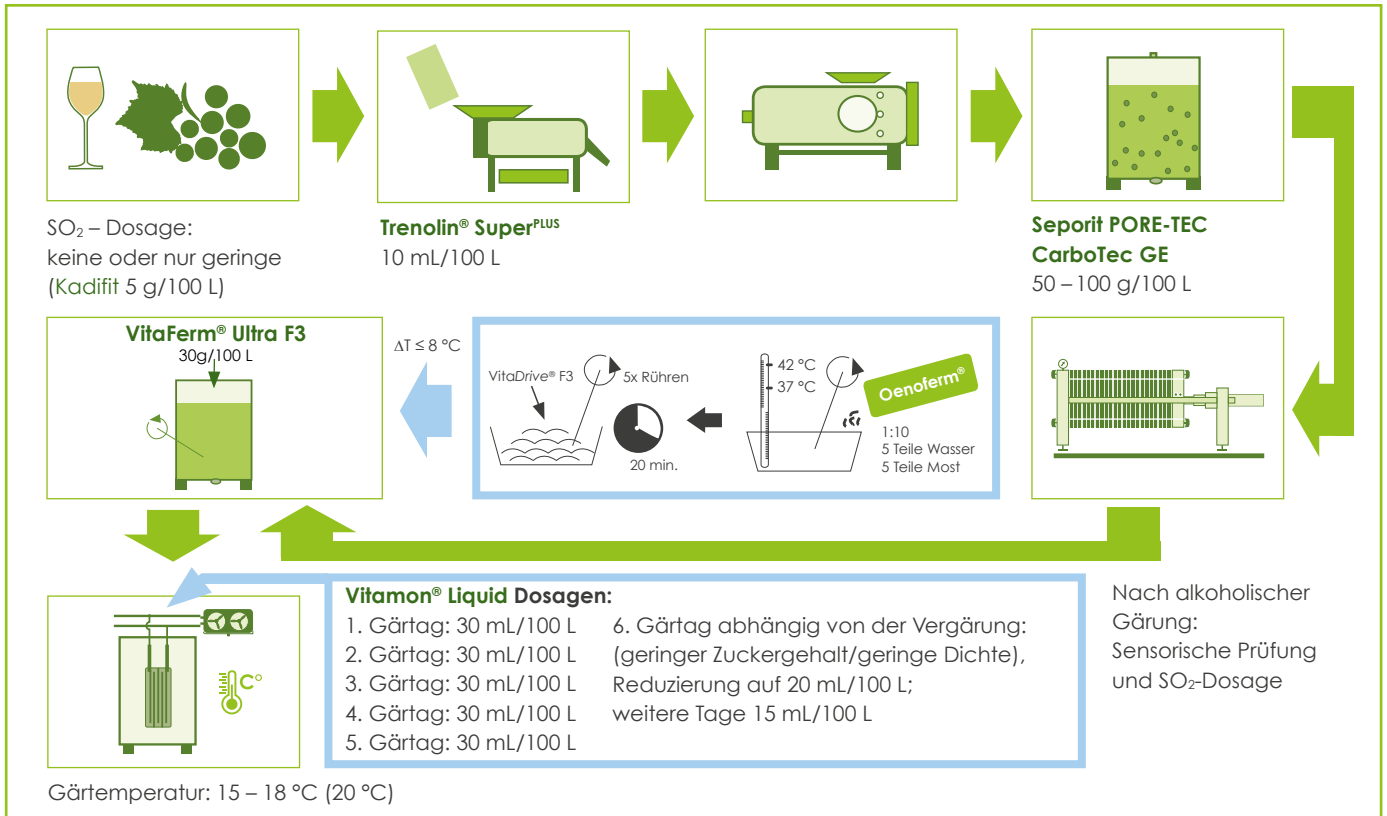 SO₂ – Dosage:
keine oder nur geringe
(Kadifit 5 g/100 L)
Trenolin® SuperPLUS
10 mL/100 L
Seporit PORE-TEC
CarboTec GE
50 – 100 g/100 L
VitaFerm® Ultra F3
30g/100 L
ΔT ≤ 8 °C
VitaDrive® F3
5x Rühren
20 min.
42 °C
37 °C
Oenoferm®
1:10
5 Teile Wasser
5 Teile Most
Vitamon® Liquid Dosagen:
1. Gärtag: 30 mL/100 L
2. Gärtag: 30 mL/100 L
3. Gärtag: 30 mL/100 L
4. Gärtag: 30 mL/100 L
5. Gärtag: 30 mL/100 L
6. Gärtag abhängig von der Vergärung:
(geringer Zuckergehalt/geringe Dichte),
Reduzierung auf 20 mL/100 L;
weitere Tage 15 mL/100 L
Nach alkoholischer
Gärung:
Sensorische Prüfung
und SO₂-Dosage
C°
Gärtemperatur: 15 – 18 °C (20 °C)